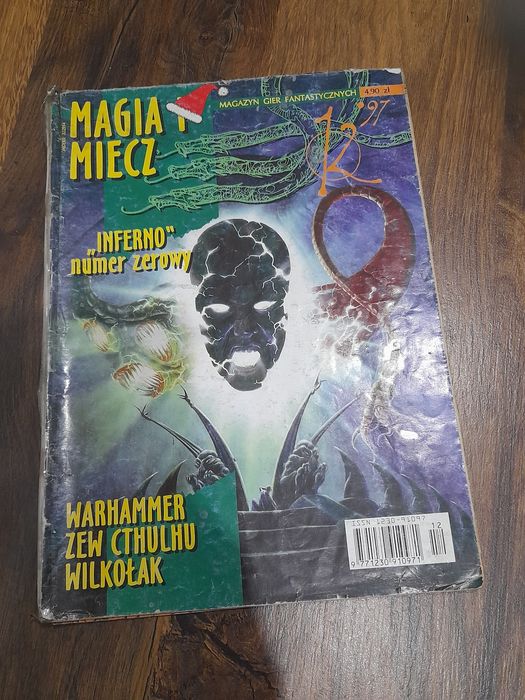 MAGAZYN GIER FANTASTYCZNYCH
4,90 zł
MAGIA I
MIECZ
12 '97
„INFERNO"
numer zerowy
WARHAMMER
ZEW CTHULHU
WILKOŁAK
ISSN 1230-9109
12
9 771230 910971